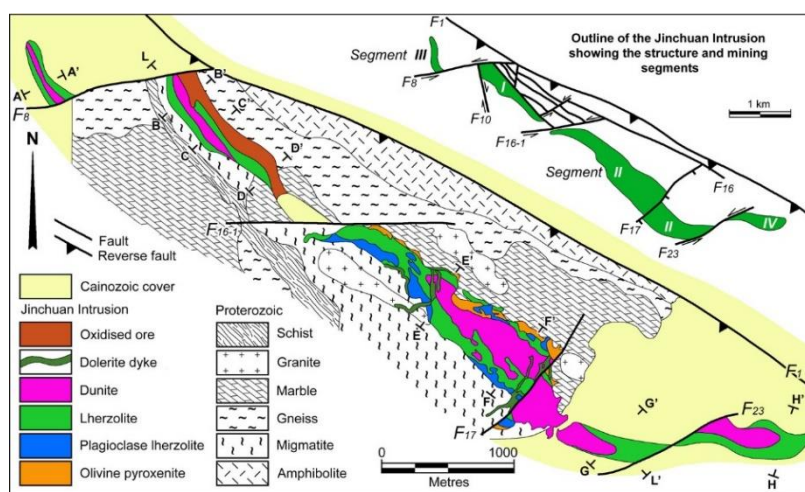 F1
Outline of the Jinchuan Intrusion
showing the structure and mining
segments
Segment III
F8
I
F10
F16-1
1 km
Segment II
F16
F17
II
F23
IV
L
B'
A'
A
F8
C'
B
D'
C
D
N
F16-1
E'
E
F'
F
F17
F1
G'
H'
F23
G
L'
H
Fault
Reverse fault
Cainozoic cover
Jinchuan Intrusion
Oxidised ore
Dolerite dyke
Dunite
Lherzolite
Plagioclase lherzolite
Olivine pyroxenite
Proterozoic
Schist
Granite
Marble
Gneiss
Migmatite
Amphibolite
0 1000
Metres